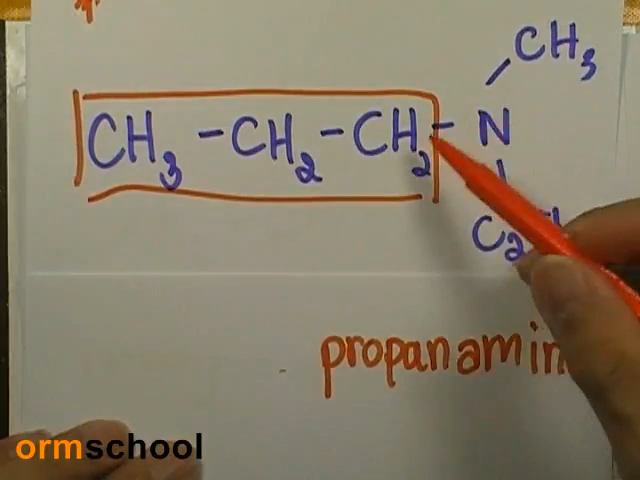 CH3
CH3 - CH2 - CH2 - N
C2
propanamin
ormschool